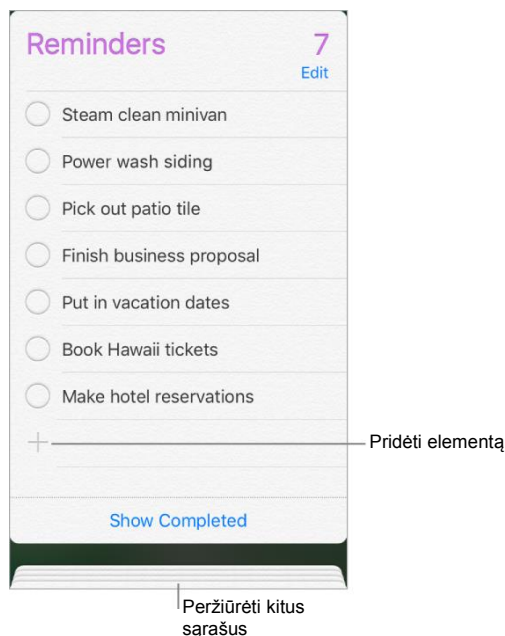 Reminders 7
Edit
Steam clean minivan
Power wash siding
Pick out patio tile
Finish business proposal
Put in vacation dates
Book Hawaii tickets
Make hotel reservations
Pridėti elementą
Show Completed
Peržiūrėti kitus
sarašus